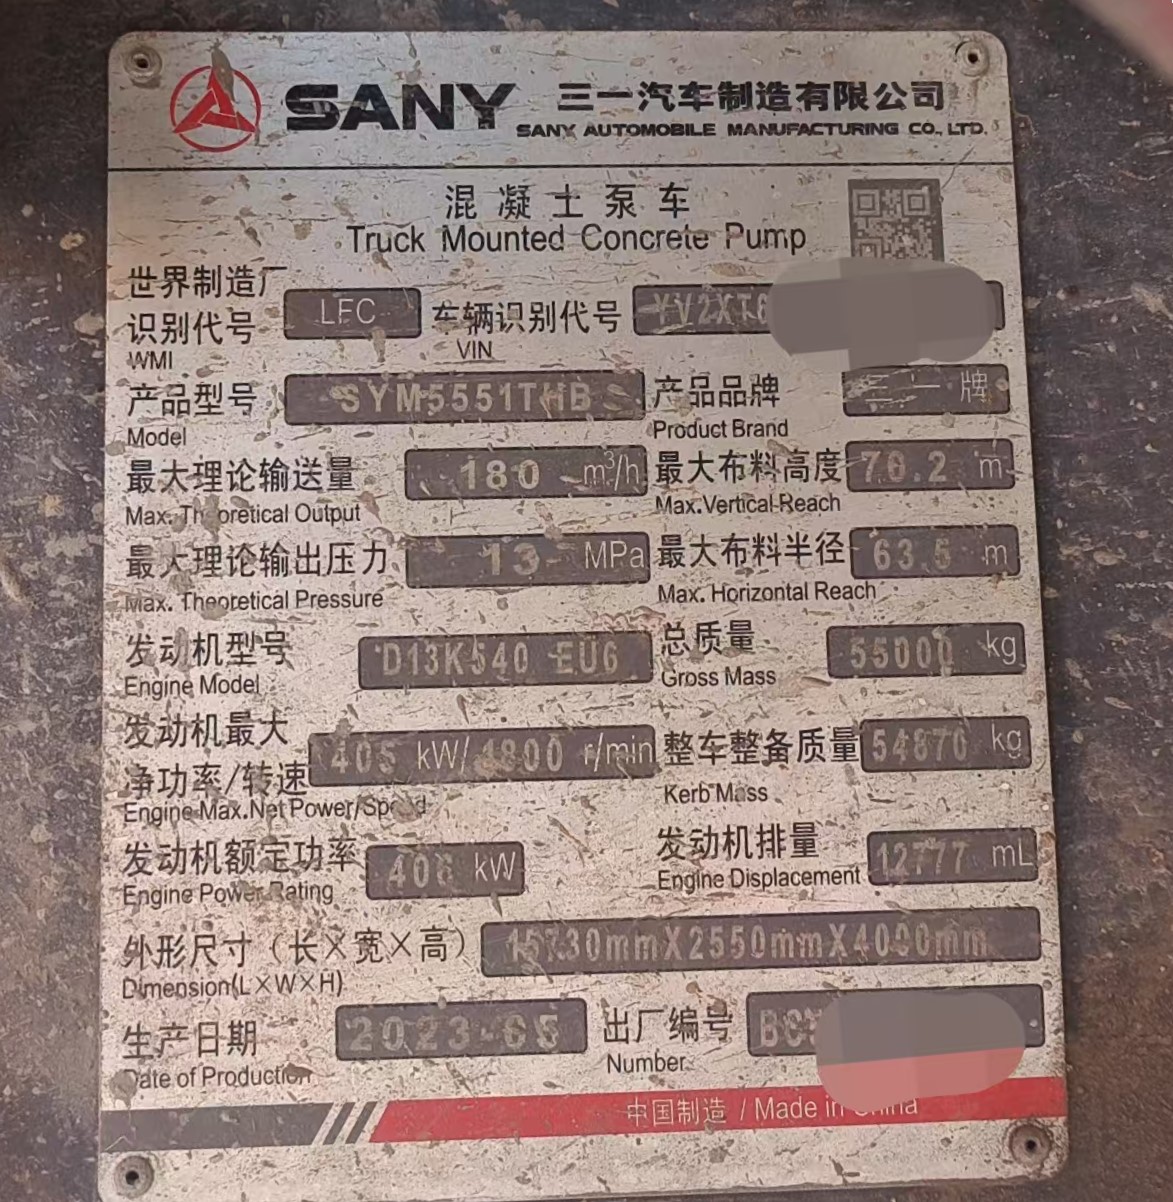 SANY 三一汽车制造有限公司
SANY AUTOMOBILE MANUFACTURING CO., LTD.
混凝土泵车
Truck Mounted Concrete Pump
世界制造厂
识别代号 LFC 车辆识别代号 YV2XT6
WMI VIN
产品型号 SYM5551THB 产品品牌 三一牌
Model Product Brand
最大理论输送量 180 m³/h 最大布料高度 70.2 m
Max. Theoretical Output Max.Vertical Reach
最大理论输出压力 13 MPa 最大布料半径 63.5 m
Max. Theoretical Pressure Max. Horizontal Reach
发动机型号 D13K540 EU6 总质量 55000 kg
Engine Model Gross Mass
发动机最大
净功率/转速 405 kW/ r/min 整车整备质量 54870 kg
Engine Max.Net Power/Speed Kerb Mass
发动机额定功率 kW 发动机排量 12777 mL
Engine Power Rating Engine Displacement
外形尺寸（长×宽×高） 15730mmX2550mmX4000mm
Dimension(L×W×H)
生产日期 出厂编号
Date of Production Number
中国制造 / Made in China